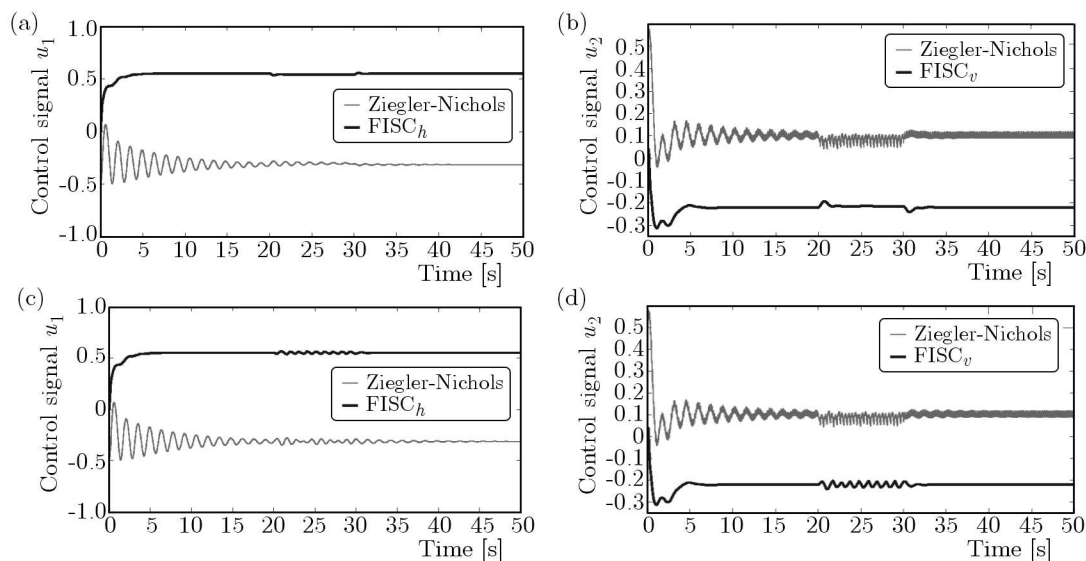 (a)
Control signal u1
1.0
0.5
0
-0.5
-1.0
Ziegler-Nichols
FISCh
0 5 10 15 20 25 30 35 40 45 50
Time [s]
(b)
Control signal u2
0.5
0.4
0.3
0.2
0.1
0
-0.1
-0.2
-0.3
Ziegler-Nichols
FISCv
0 5 10 15 20 25 30 35 40 45 50
Time [s]
(c)
Control signal u1
1.0
0.5
0
-0.5
-1.0
Ziegler-Nichols
FISCh
0 5 10 15 20 25 30 35 40 45 50
Time [s]
(d)
Control signal u2
0.5
0.4
0.3
0.2
0.1
0
-0.1
-0.2
-0.3
Ziegler-Nichols
FISCv
0 5 10 15 20 25 30 35 40 45 50
Time [s]